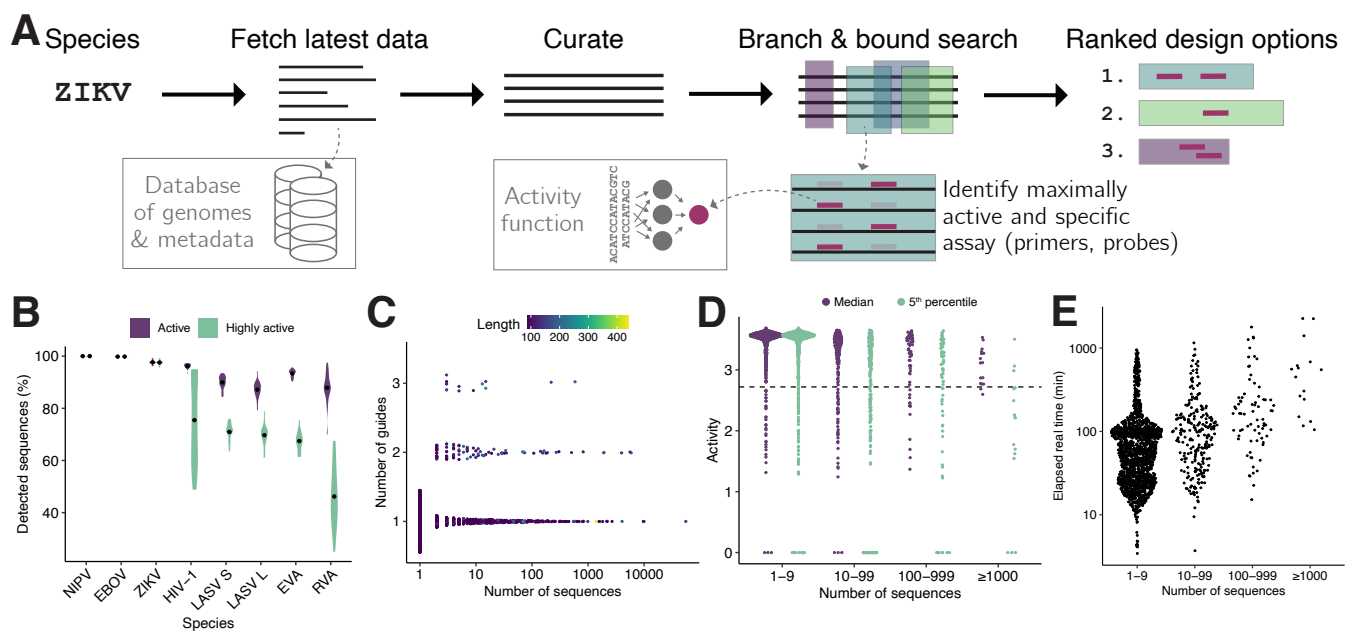 A
Species
Fetch latest data
Curate
Branch & bound search
Ranked design options
ZIKV
1.
2.
3.
Database
of genomes
& metadata
Activity
function
ACATCCATACGTC
ATCCATACG
Identify maximally
active and specific
assay (primers, probes)
B
Active
Highly active
Detected sequences (%)
100
80
60
40
NIPV
EBOV
ZIKV
HIV-1
LASV S
LASV L
EVA
RVA
Species
C
Length
100 200 300 400
Number of guides
3
2
1
1 10 100 1000 10000
Number of sequences
D
Median
5th percentile
Activity
3
2
1
0
1-9 10-99 100-999 ≥1000
Number of sequences
E
Elapsed real time (min)
1000
100
10
1-9 10-99 100-999 ≥1000
Number of sequences